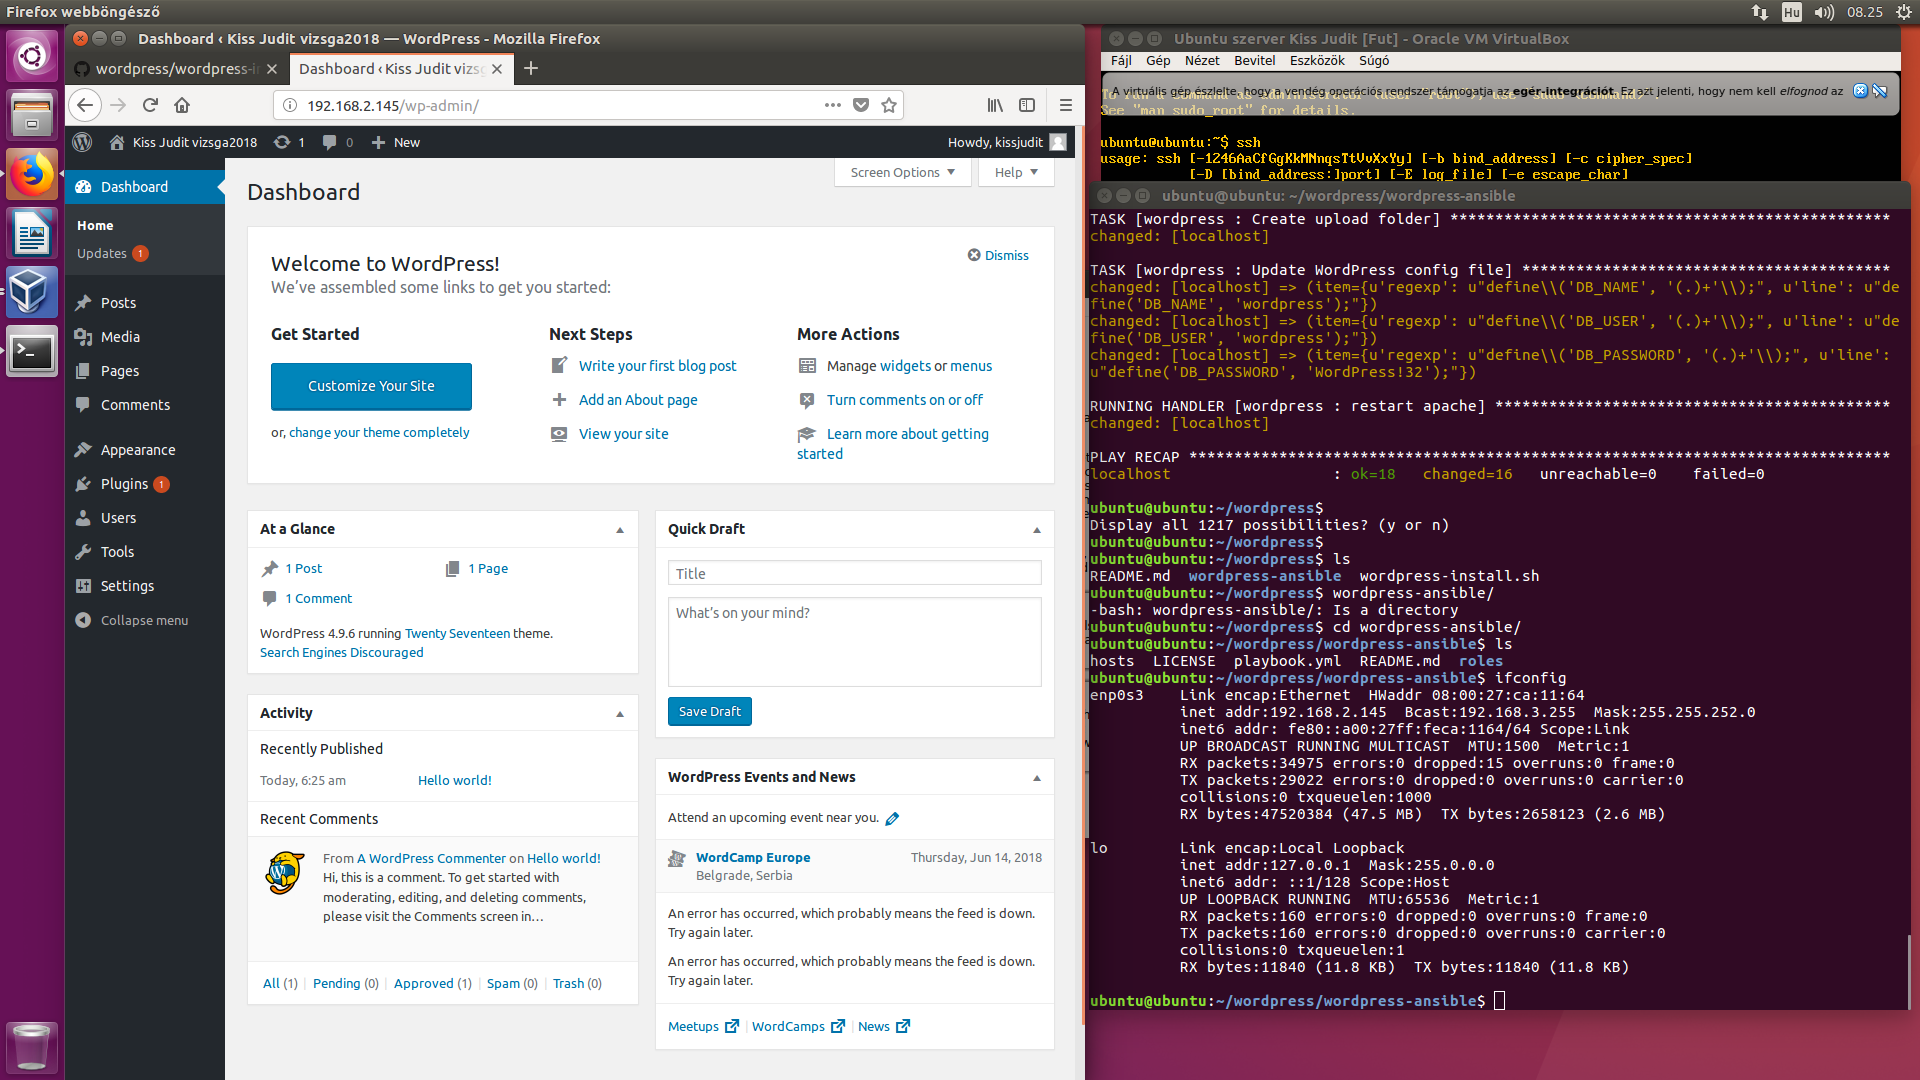 Firefox webböngésző
Hu
08.25
Dashboard ‹ Kiss Judit vizsga2018 — WordPress - Mozilla Firefox
wordpress/wordpress-i
Dashboard ‹ Kiss Judit vizsg
192.168.2.145/wp-admin/
Kiss Judit vizsga2018
1
0
New
Howdy, kissjudit
Dashboard
Home
Updates 1
Posts
Media
Pages
Comments
Appearance
Plugins 1
Users
Tools
Settings
Collapse menu
Screen Options
Help
Dashboard
Dismiss
Welcome to WordPress!
We've assembled some links to get you started:
Get Started
Customize Your Site
or, change your theme completely
Next Steps
Write your first blog post
Add an About page
View your site
More Actions
Manage widgets or menus
Turn comments on or off
Learn more about getting
started
At a Glance
1 Post
1 Page
1 Comment
WordPress 4.9.6 running Twenty Seventeen theme.
Search Engines Discouraged
Activity
Recently Published
Today, 6:25 am
Hello world!
Recent Comments
From A WordPress Commenter on Hello world!
Hi, this is a comment. To get started with
moderating, editing, and deleting comments,
please visit the Comments screen in…
All (1) | Pending (0) | Approved (1) | Spam (0) | Trash (0)
Quick Draft
Title
What's on your mind?
Save Draft
WordPress Events and News
Attend an upcoming event near you.
WordCamp Europe
Thursday, Jun 14, 2018
Belgrade, Serbia
An error has occurred, which probably means the feed is down.
Try again later.
An error has occurred, which probably means the feed is down.
Try again later.
Meetups | WordCamps | News
Ubuntu szerver Kiss Judit [Fut] - Oracle VM VirtualBox
Fájl Gép Nézet Bevitel Eszközök Súgó
A virtuális gép észlelte, hogy a vendég operációs rendszer támogatja az egér-integrációt. Ez azt jelenti, hogy nem kell elfognod az
See "man sudo_root" for details.
ubuntu@ubuntu:~$ ssh
usage: ssh [-1246AaCfGgKkMNnqsTtVvXxYy] [-b bind_address] [-c cipher_spec]
[-D [bind_address:]port] [-E log_file] [-e escape_char]
ubuntu@ubuntu: ~/wordpress/wordpress-ansible
TASK [wordpress : Create upload folder] *************************************************
changed: [localhost]
TASK [wordpress : Update WordPress config file] *****************************************
changed: [localhost] => (item={u'regexp': u"define\\('DB_NAME', '(.)+'\\);", u'line': u"de
fine('DB_NAME', 'wordpress');"})
changed: [localhost] => (item={u'regexp': u"define\\('DB_USER', '(.)+'\\);", u'line': u"de
fine('DB_USER', 'wordpress');"})
changed: [localhost] => (item={u'regexp': u"define\\('DB_PASSWORD', '(.)+'\\);", u'line':
u"define('DB_PASSWORD', 'WordPress!32');"})
RUNNING HANDLER [wordpress : restart apache] ********************************************
changed: [localhost]
PLAY RECAP ******************************************************************************
localhost : ok=18 changed=16 unreachable=0 failed=0
ubuntu@ubuntu:~/wordpress$
Display all 1217 possibilities? (y or n)
ubuntu@ubuntu:~/wordpress$
ubuntu@ubuntu:~/wordpress$ ls
README.md wordpress-ansible wordpress-install.sh
ubuntu@ubuntu:~/wordpress$ wordpress-ansible/
-bash: wordpress-ansible/: Is a directory
ubuntu@ubuntu:~/wordpress$ cd wordpress-ansible/
ubuntu@ubuntu:~/wordpress/wordpress-ansible$ ls
hosts LICENSE playbook.yml README.md roles
ubuntu@ubuntu:~/wordpress/wordpress-ansible$ ifconfig
enp0s3 Link encap:Ethernet HWaddr 08:00:27:ca:11:64
inet addr:192.168.2.145 Bcast:192.168.3.255 Mask:255.255.252.0
inet6 addr: fe80::a00:27ff:feca:1164/64 Scope:Link
UP BROADCAST RUNNING MULTICAST MTU:1500 Metric:1
RX packets:34975 errors:0 dropped:15 overruns:0 frame:0
TX packets:29022 errors:0 dropped:0 overruns:0 carrier:0
collisions:0 txqueuelen:1000
RX bytes:47520384 (47.5 MB) TX bytes:2658123 (2.6 MB)
lo Link encap:Local Loopback
inet addr:127.0.0.1 Mask:255.0.0.0
inet6 addr: ::1/128 Scope:Host
UP LOOPBACK RUNNING MTU:65536 Metric:1
RX packets:160 errors:0 dropped:0 overruns:0 frame:0
TX packets:160 errors:0 dropped:0 overruns:0 carrier:0
collisions:0 txqueuelen:1
RX bytes:11840 (11.8 KB) TX bytes:11840 (11.8 KB)
ubuntu@ubuntu:~/wordpress/wordpress-ansible$